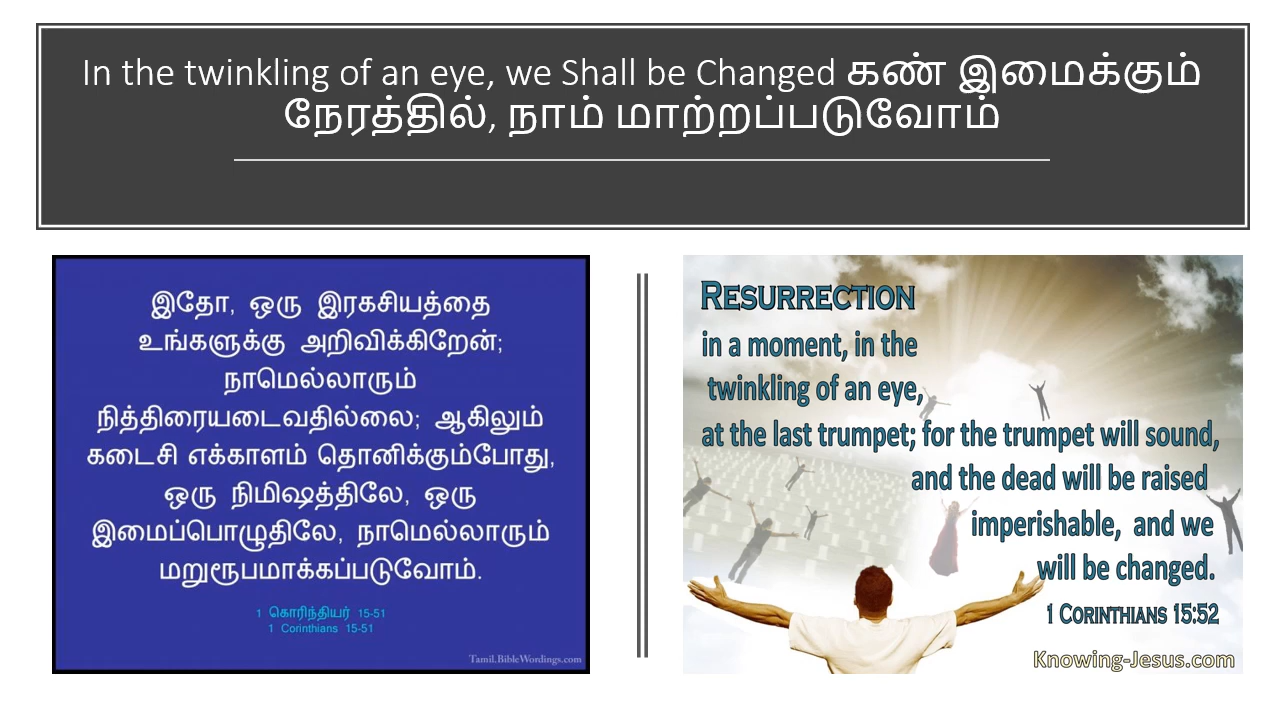 In the twinkling of an eye, we Shall be Changed கண் இமைக்கும்
நேரத்தில், நாம் மாற்றப்படுவோம்
இதோ, ஒரு இரகசியத்தை
உங்களுக்கு அறிவிக்கிறேன்;
நாமெல்லாரும்
நித்திரையடைவதில்லை; ஆகிலும்
கடைசி எக்காளம் தொனிக்கும்போது,
ஒரு நிமிஷத்திலே, ஒரு
இமைப்பொழுதிலே, நாமெல்லாரும்
மறுரூபமாக்கப்படுவோம்.
1 கொரிந்தியர் 15-51
1 Corinthians 15-51
Tamil.BibleWordings.com
RESURRECTION
in a moment, in the
twinkling of an eye,
at the last trumpet; for the trumpet will sound,
and the dead will be raised
imperishable, and we
will be changed.
1 CORINTHIANS 15:52
Knowing-Jesus.com